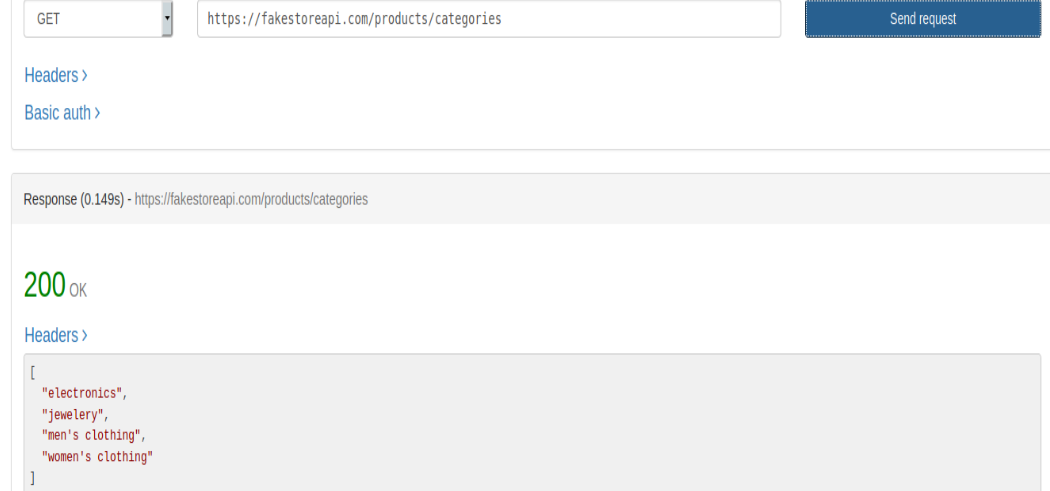 GET https://fakestoreapi.com/products/categories Send request
Headers >
Basic auth >
Response (0.149s) - https://fakestoreapi.com/products/categories
200 OK
Headers >
[
"electronics",
"jewelery",
"men's clothing",
"women's clothing"
]